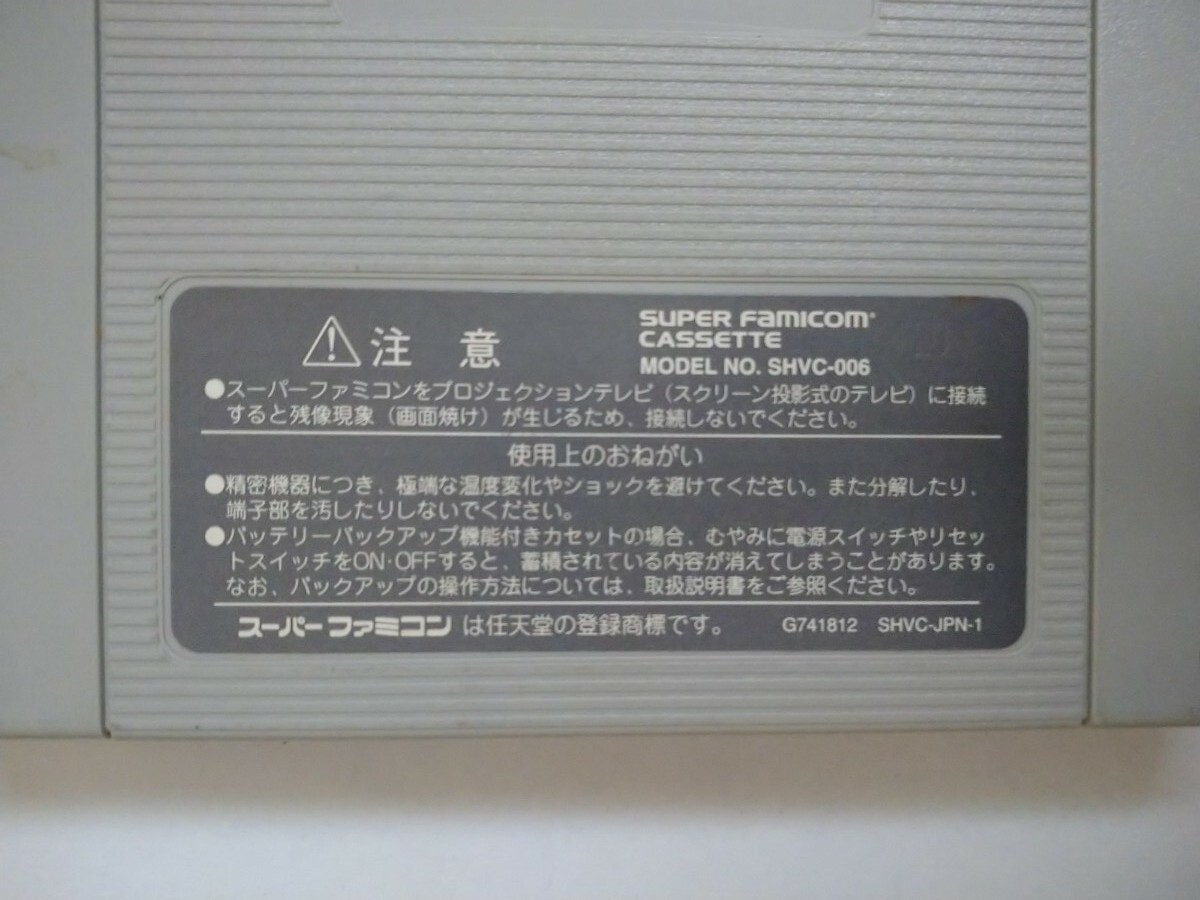 注 意
SUPER FAMICOM
CASSETTE
MODEL NO. SHVC-006
●スーパーファミコンをプロジェクションテレビ（スクリーン投影式のテレビ）に接続
すると残像現象（画面焼け）が生じるため、接続しないでください。
使用上のおねがい
●精密機器につき、極端な温度変化やショックを避けてください。また分解したり、
端子部を汚したりしないでください。
●バッテリーバックアップ機能付きカセットの場合、むやみに電源スイッチやリセッ
トスイッチをON·OFFすると、蓄積されている内容が消えてしまうことがあります。
なお、バックアップの操作方法については、取扱説明書をご参照ください。
スーパーファミコン は任天堂の登録商標です。 G741812 SHVC-JPN-1